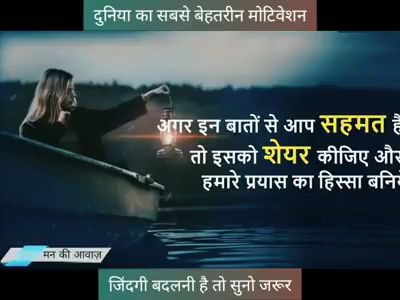 दुनिया का सबसे बेहतरीन मोटिवेशन
अगर इन बातों से आप सहमत हैं
तो इसको शेयर कीजिए और
हमारे प्रयास का हिस्सा बनिये
मन की आवाज़
जिंदगी बदलनी है तो सुनो जरूर